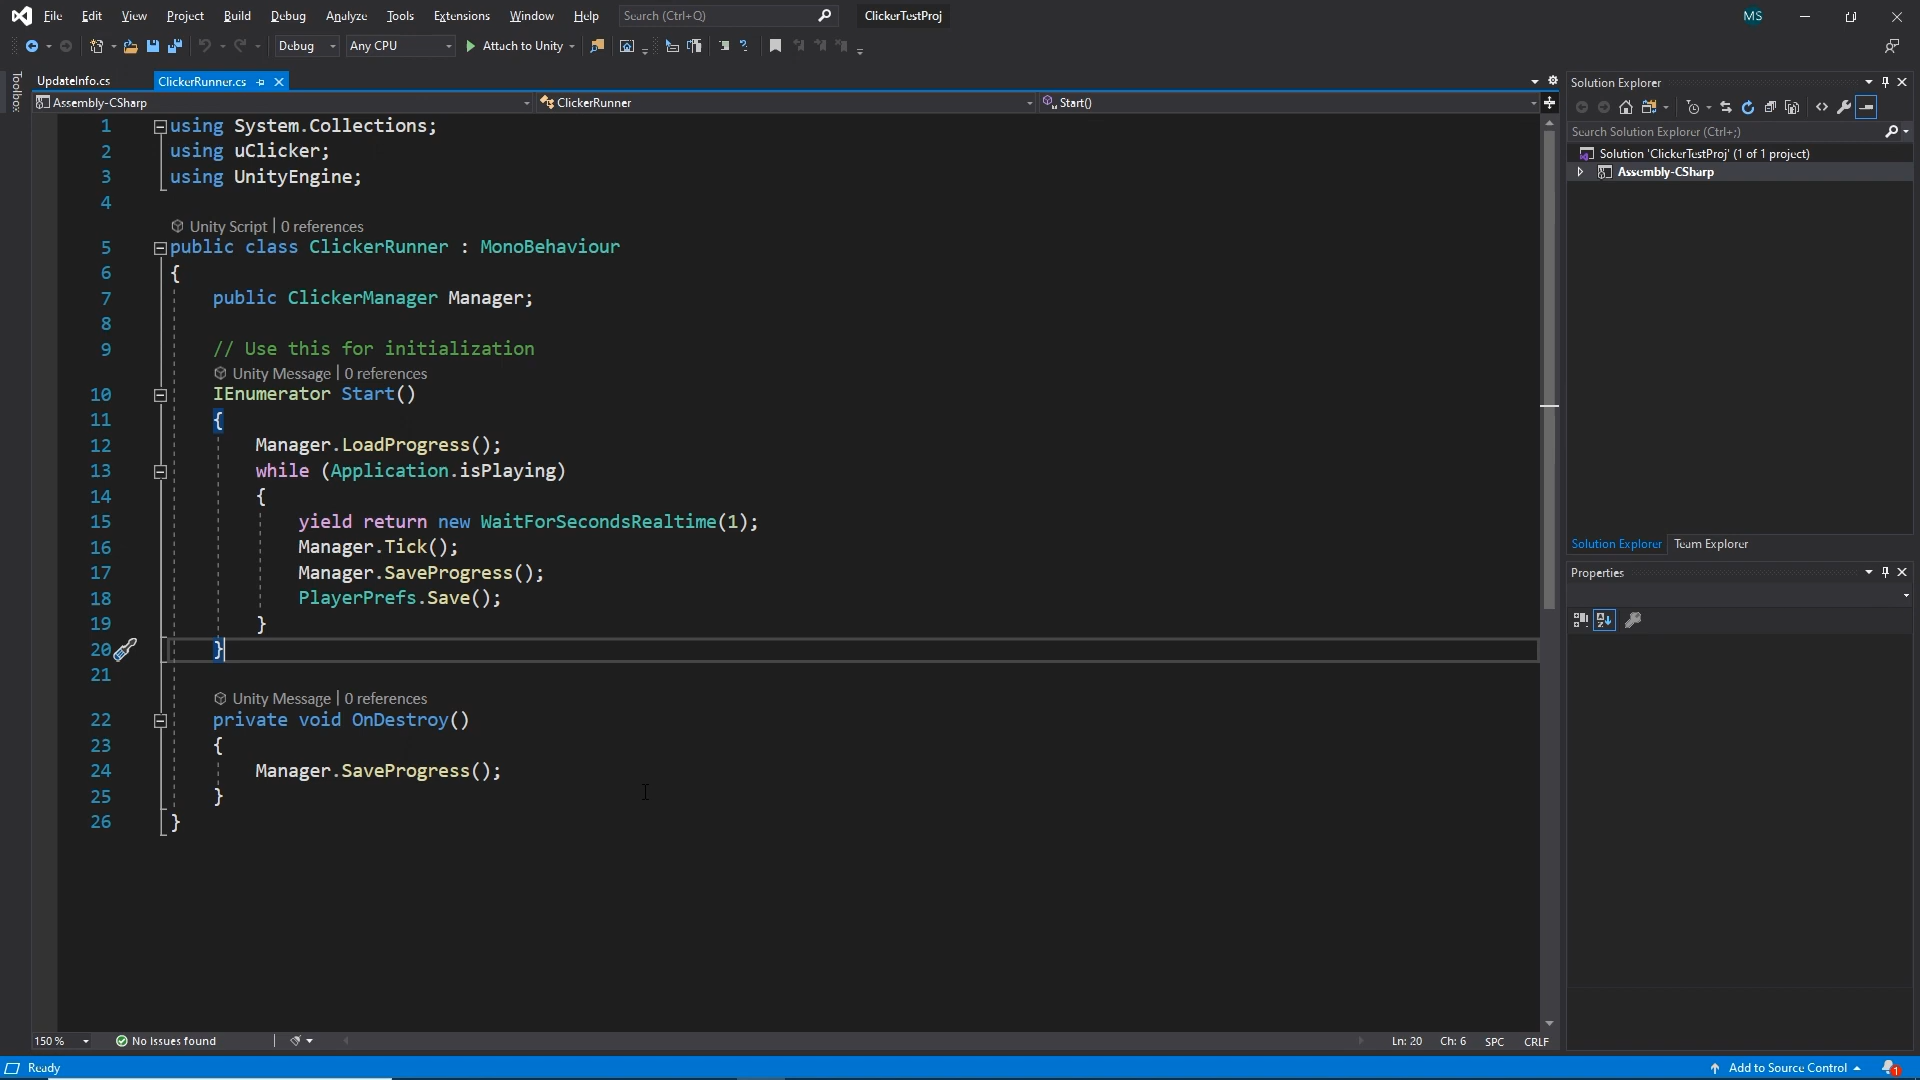 File Edit View Project Build Debug Analyze Tools Extensions Window Help Search (Ctrl+Q) ClickerTestProj MS
Debug Any CPU Attach to Unity
Toolbox
UpdateInfo.cs ClickerRunner.cs
Assembly-CSharp ClickerRunner Start()
1 using System.Collections;
2 using uClicker;
3 using UnityEngine;
4
Unity Script | 0 references
5 public class ClickerRunner : MonoBehaviour
6 {
7 public ClickerManager Manager;
8
9 // Use this for initialization
Unity Message | 0 references
10 IEnumerator Start()
11 {
12 Manager.LoadProgress();
13 while (Application.isPlaying)
14 {
15 yield return new WaitForSecondsRealtime(1);
16 Manager.Tick();
17 Manager.SaveProgress();
18 PlayerPrefs.Save();
19 }
20 }
21
Unity Message | 0 references
22 private void OnDestroy()
23 {
24 Manager.SaveProgress();
25 }
26 }
Solution Explorer
Search Solution Explorer (Ctrl+;)
Solution 'ClickerTestProj' (1 of 1 project)
Assembly-CSharp
Solution Explorer Team Explorer
Properties
150 % No issues found Ln: 20 Ch: 6 SPC CRLF
Ready Add to Source Control 1